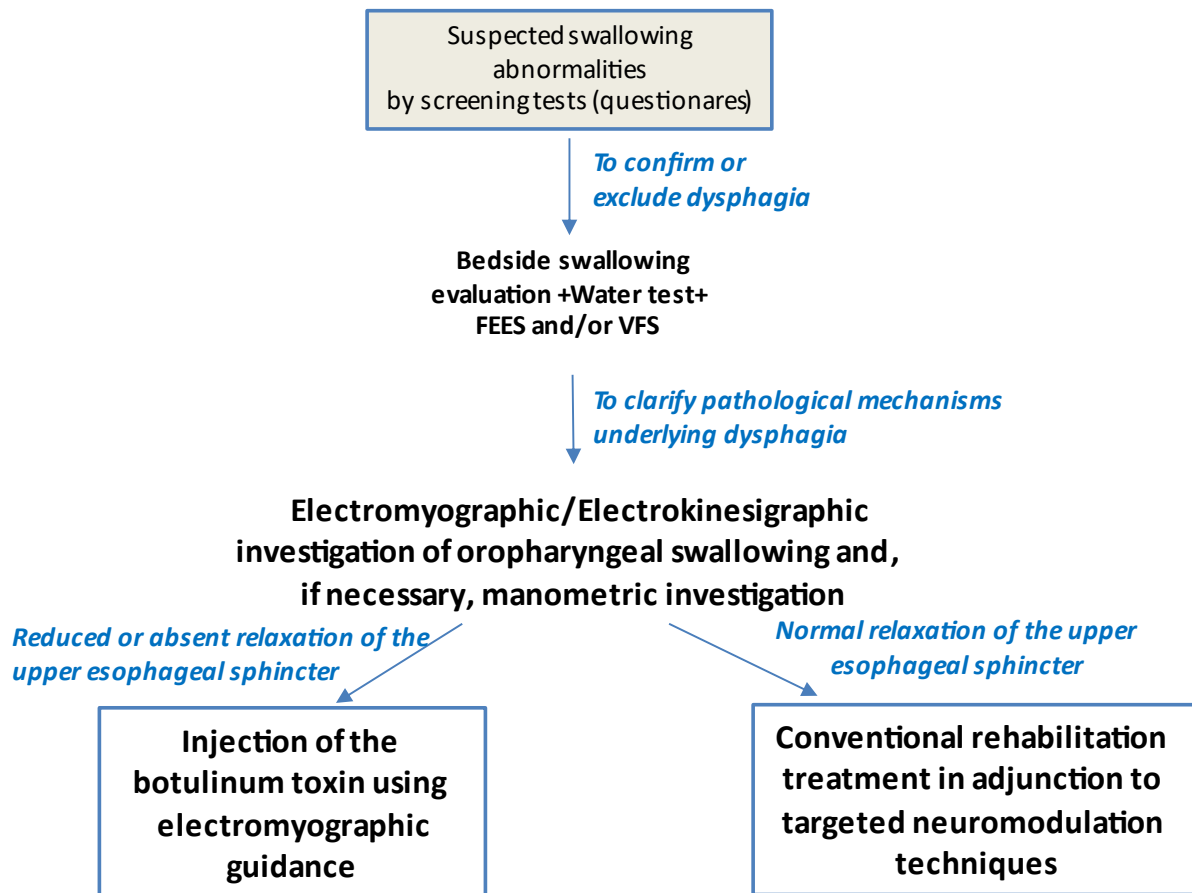 Suspected swallowing
abnormalities
by screening tests (questionares)
To confirm or
exclude dysphagia
Bedside swallowing
evaluation +Water test+
FEES and/or VFS
To clarify pathological mechanisms
underlying dysphagia
Electromyographic/Electrokinesigraphic
investigation of oropharyngeal swallowing and,
if necessary, manometric investigation
Reduced or absent relaxation of the
upper esophageal sphincter
Normal relaxation of the upper
esophageal sphincter
Injection of the
botulinum toxin using
electromyographic
guidance
Conventional rehabilitation
treatment in adjunction to
targeted neuromodulation
techniques